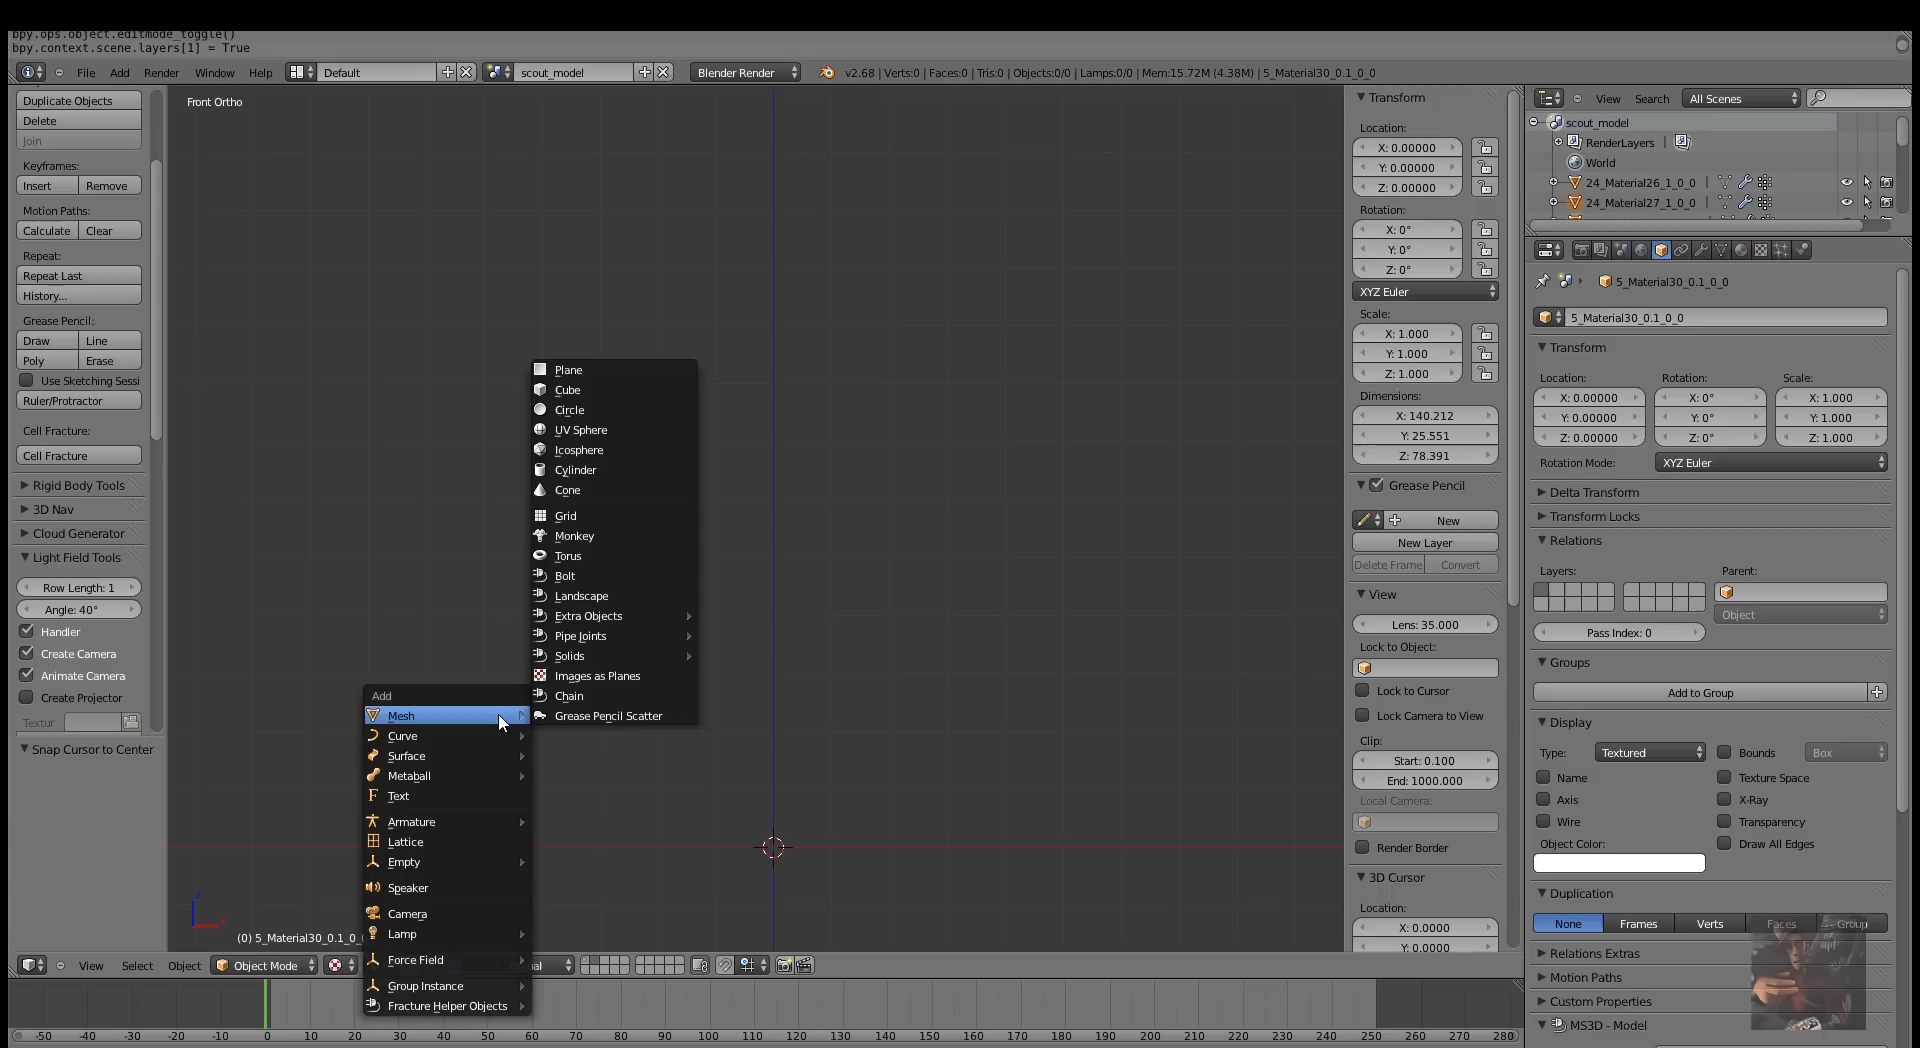 bpy.ops.object.editmode_toggle()
bpy.context.scene.layers[1] = True
File Add Render Window Help Default scout_model Blender Render v2.68 | Verts:0 | Faces:0 | Tris:0 | Objects:0/0 | Lamps:0/0 | Mem:15.72M (4.38M) | 5_Material30_0.1_0_0
Duplicate Objects
Delete
Join
Keyframes:
Insert Remove
Motion Paths:
Calculate Clear
Repeat:
Repeat Last
History...
Grease Pencil:
Draw Line
Poly Erase
Use Sketching Sessi
Ruler/Protractor
Cell Fracture:
Cell Fracture
Rigid Body Tools
3D Nav
Cloud Generator
Light Field Tools
Row Length: 1
Angle: 40°
Handler
Create Camera
Animate Camera
Create Projector
Textur
Snap Cursor to Center
Front Ortho
Plane
Cube
Circle
UV Sphere
Icosphere
Cylinder
Cone
Grid
Monkey
Torus
Bolt
Landscape
Extra Objects
Pipe Joints
Solids
Images as Planes
Chain
Grease Pencil Scatter
Add
Mesh
Curve
Surface
Metaball
Text
Armature
Lattice
Empty
Speaker
Camera
Lamp
Force Field
Group Instance
Fracture Helper Objects
z
x
(0) 5_Material30_0.1_0_
View Select Object Object Mode
-50 -40 -30 -20 -10 0 10 20 30 40 50 60 70 80 90 100 110 120 130 140 150 160 170 180 190 200 210 220 230 240 250 260 270 280
Transform
Location:
X: 0.00000
Y: 0.00000
Z: 0.00000
Rotation:
X: 0°
Y: 0°
Z: 0°
XYZ Euler
Scale:
X: 1.000
Y: 1.000
Z: 1.000
Dimensions:
X: 140.212
Y: 25.551
Z: 78.391
Grease Pencil
New
New Layer
Delete Frame Convert
View
Lens: 35.000
Lock to Object:
Lock to Cursor
Lock Camera to View
Clip:
Start: 0.100
End: 1000.000
Local Camera:
Render Border
3D Cursor
Location:
X: 0.0000
Y: 0.0000
View Search All Scenes
scout_model
RenderLayers |
World
24_Material26_1_0_0 |
24_Material27_1_0_0 |
5_Material30_0.1_0_0
5_Material30_0.1_0_0
Transform
Location: Rotation: Scale:
X: 0.00000 X: 0° X: 1.000
Y: 0.00000 Y: 0° Y: 1.000
Z: 0.00000 Z: 0° Z: 1.000
Rotation Mode: XYZ Euler
Delta Transform
Transform Locks
Relations
Layers: Parent:
Object
Pass Index: 0
Groups
Add to Group
Display
Type: Textured Bounds Box
Name Texture Space
Axis X-Ray
Wire Transparency
Object Color: Draw All Edges
Duplication
None Frames Verts Faces Group
Relations Extras
Motion Paths
Custom Properties
MS3D - Model